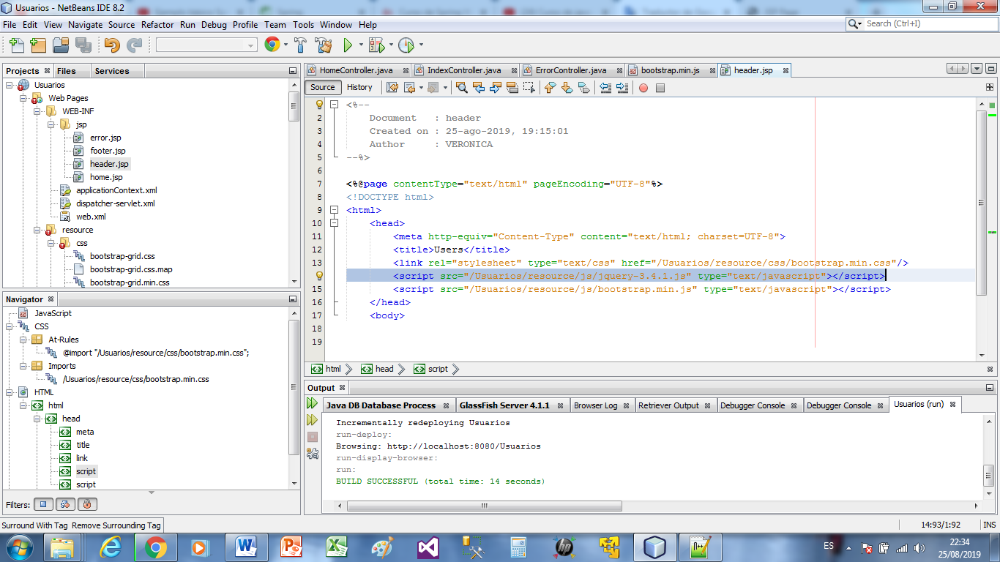 Usuarios - NetBeans IDE 8.2
File Edit View Navigate Source Refactor Run Debug Profile Team Tools Window Help
Search (Ctrl+I)
Projects Files Services
Usuarios
Web Pages
WEB-INF
jsp
error.jsp
footer.jsp
header.jsp
home.jsp
applicationContext.xml
dispatcher-servlet.xml
web.xml
resource
css
bootstrap-grid.css
bootstrap-grid.css.map
bootstrap-grid.min.css
Navigator
JavaScript
CSS
At-Rules
@import "/Usuarios/resource/css/bootstrap.min.css";
Imports
/Usuarios/resource/css/bootstrap.min.css
HTML
html
head
meta
title
link
script
script
Filters:
HomeController.java IndexController.java ErrorController.java bootstrap.min.js header.jsp
Source History
<%--
2 Document : header
3 Created on : 25-ago-2019, 19:15:01
4 Author : VERONICA
5 --%>
6
7 <%@page contentType="text/html" pageEncoding="UTF-8"%>
8 <!DOCTYPE html>
9 <html>
10 <head>
11 <meta http-equiv="Content-Type" content="text/html; charset=UTF-8">
12 <title>Users</title>
13 <link rel="stylesheet" type="text/css" href="/Usuarios/resource/css/bootstrap.min.css"/>
<script src="/Usuarios/resource/js/jquery-3.4.1.js" type="text/javascript"></script>
15 <script src="/Usuarios/resource/js/bootstrap.min.js" type="text/javascript"></script>
16 </head>
17 <body>
18
19
html head script
Output
Java DB Database Process GlassFish Server 4.1.1 Browser Log Retriever Output Debugger Console Debugger Console Usuarios (run)
Incrementally redeploying Usuarios
run-deploy:
Browsing: http://localhost:8080/Usuarios
run-display-browser:
run:
BUILD SUCCESSFUL (total time: 14 seconds)
Surround With Tag Remove Surrounding Tag
14:93/1:92 INS
ES
22:34
25/08/2019